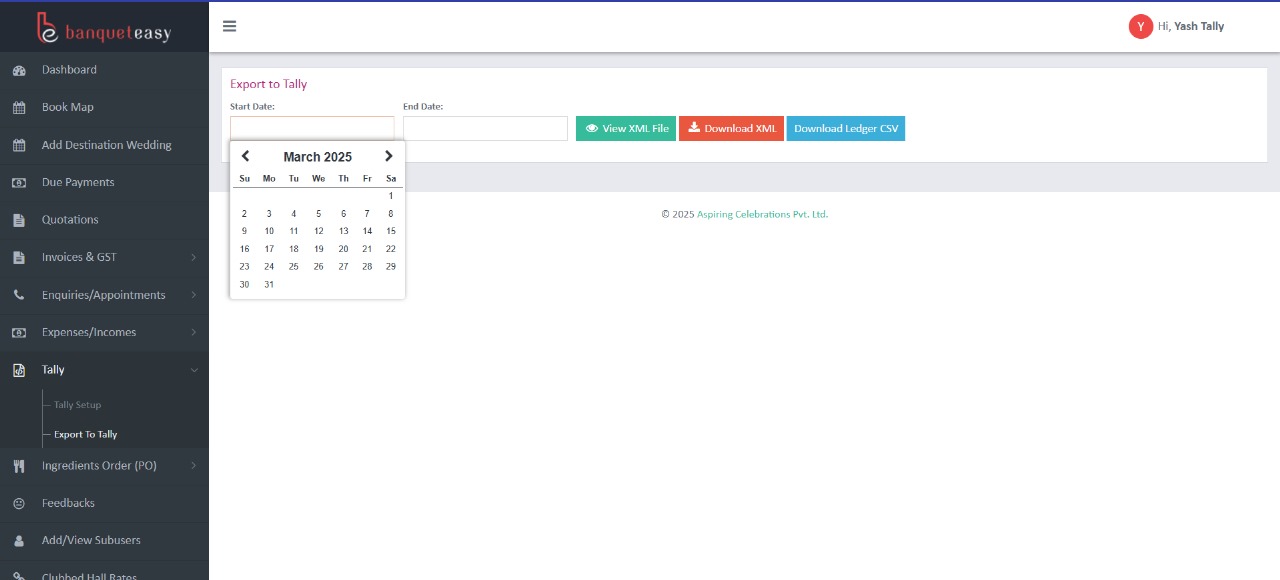 banqueteasy
Hi, Yash Tally
Y
Dashboard
Book Map
Add Destination Wedding
Due Payments
Quotations
Invoices & GST
Enquiries/Appointments
Expenses/Incomes
Tally
Tally Setup
Export To Tally
Ingredients Order (PO)
Feedbacks
Add/View Subusers
Clubbed Hall Rates
Export to Tally
Start Date:
End Date:
View XML File
Download XML
Download Ledger CSV
March 2025
Su Mo Tu We Th Fr Sa
1
2 3 4 5 6 7 8
9 10 11 12 13 14 15
16 17 18 19 20 21 22
23 24 25 26 27 28 29
30 31
© 2025 Aspiring Celebrations Pvt. Ltd.